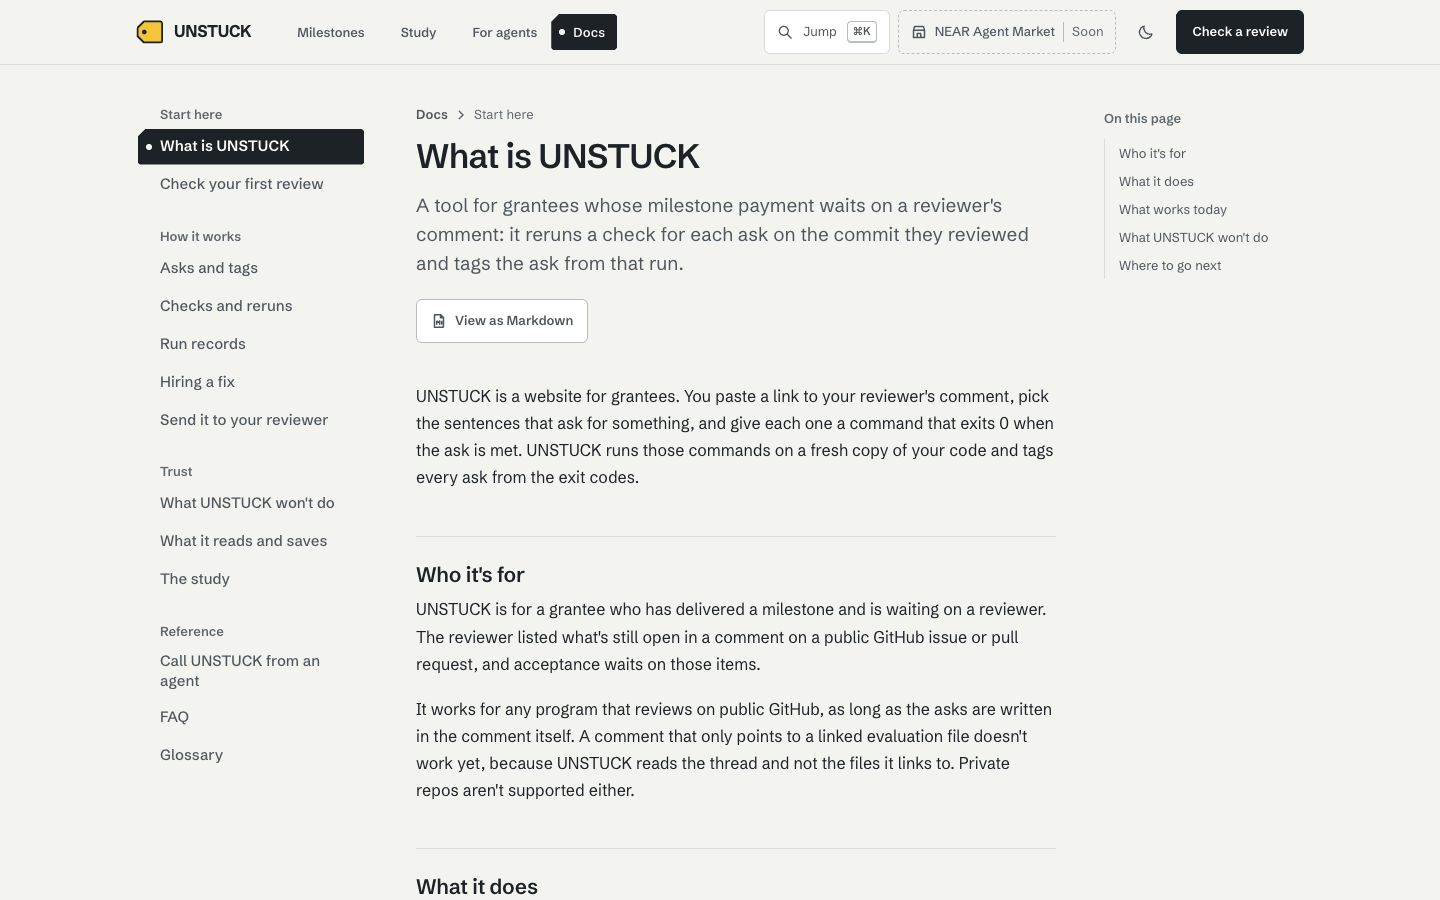 UNSTUCK
Milestones
Study
For agents
Docs
Jump ⌘K
NEAR Agent Market | Soon
Check a review
Start here
What is UNSTUCK
Check your first review
How it works
Asks and tags
Checks and reruns
Run records
Hiring a fix
Send it to your reviewer
Trust
What UNSTUCK won't do
What it reads and saves
The study
Reference
Call UNSTUCK from an
agent
FAQ
Glossary
Docs > Start here
What is UNSTUCK
A tool for grantees whose milestone payment waits on a reviewer's
comment: it reruns a check for each ask on the commit they reviewed
and tags the ask from that run.
View as Markdown
UNSTUCK is a website for grantees. You paste a link to your reviewer's comment, pick
the sentences that ask for something, and give each one a command that exits 0 when
the ask is met. UNSTUCK runs those commands on a fresh copy of your code and tags
every ask from the exit codes.
Who it's for
UNSTUCK is for a grantee who has delivered a milestone and is waiting on a reviewer.
The reviewer listed what's still open in a comment on a public GitHub issue or pull
request, and acceptance waits on those items.
It works for any program that reviews on public GitHub, as long as the asks are written
in the comment itself. A comment that only points to a linked evaluation file doesn't
work yet, because UNSTUCK reads the thread and not the files it links to. Private
repos aren't supported either.
What it does
On this page
Who it's for
What it does
What works today
What UNSTUCK won't do
Where to go next